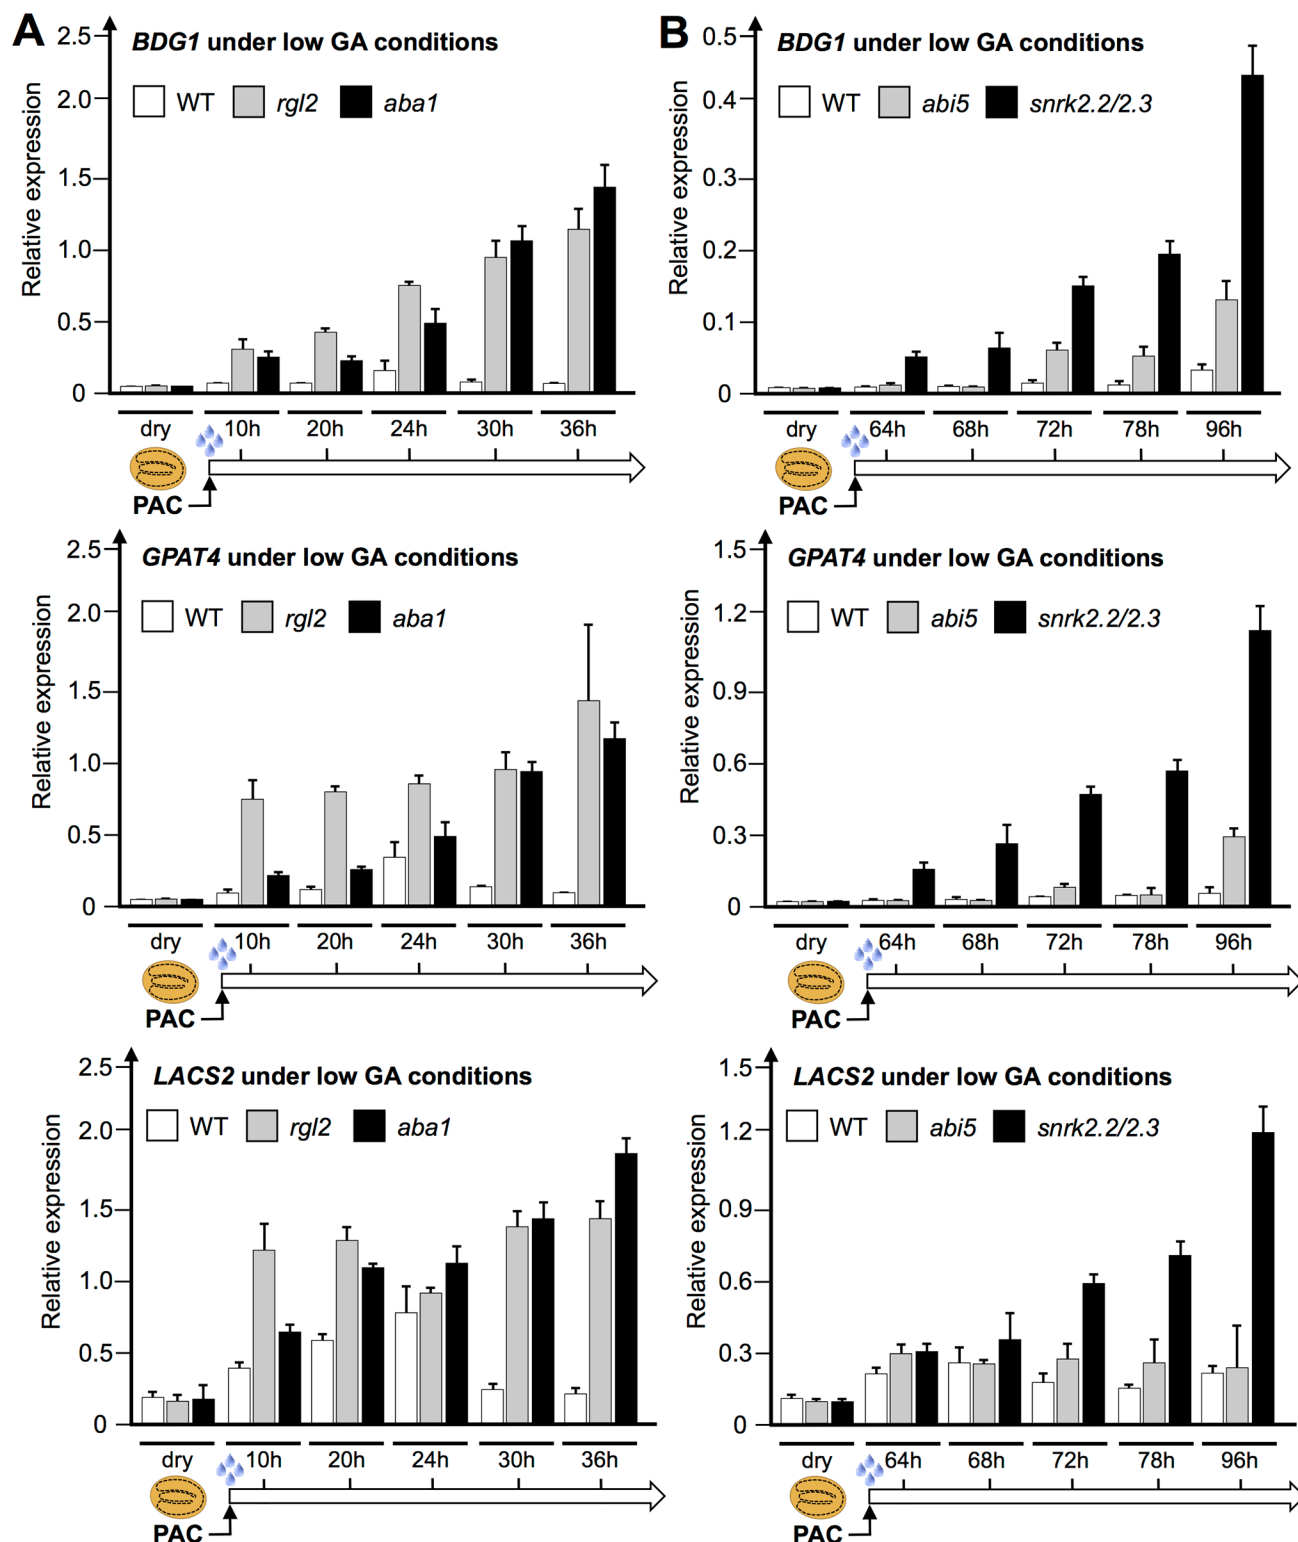 A
BDG1 under low GA conditions
WT rgl2 aba1
Relative expression
2.5
2.0
1.5
1.0
0.5
0
dry 10h 20h 24h 30h 36h
PAC
B
BDG1 under low GA conditions
WT abi5 snrk2.2/2.3
Relative expression
0.5
0.4
0.3
0.2
0.1
0
dry 64h 68h 72h 78h 96h
PAC
GPAT4 under low GA conditions
WT rgl2 aba1
Relative expression
2.5
2.0
1.5
1.0
0.5
0
dry 10h 20h 24h 30h 36h
PAC
GPAT4 under low GA conditions
WT abi5 snrk2.2/2.3
Relative expression
1.5
1.2
0.9
0.6
0.3
0
dry 64h 68h 72h 78h 96h
PAC
LACS2 under low GA conditions
WT rgl2 aba1
Relative expression
2.5
2.0
1.5
1.0
0.5
0
dry 10h 20h 24h 30h 36h
PAC
LACS2 under low GA conditions
WT abi5 snrk2.2/2.3
Relative expression
1.5
1.2
0.9
0.6
0.3
0
dry 64h 68h 72h 78h 96h
PAC